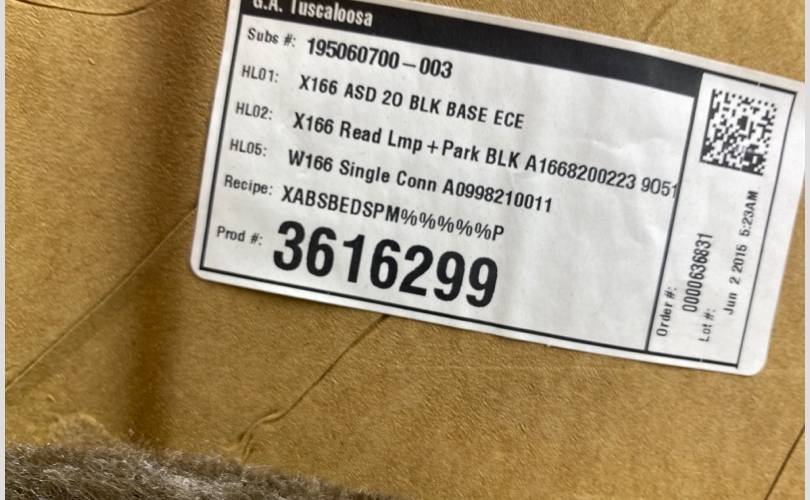 G.A. Tuscaloosa
Subs #: 195060700-003
HL01: X166 ASD 20 BLK BASE ECE
HL02: X166 Read Lmp+Park BLK A1668200223 9051
HL05: W166 Single Conn A0998210011
Recipe: XABSBEDSPM%%%%%P
Prod #: 3616299
Order #: 0000636831
Lot #: Jun 2 2015 5:23AM